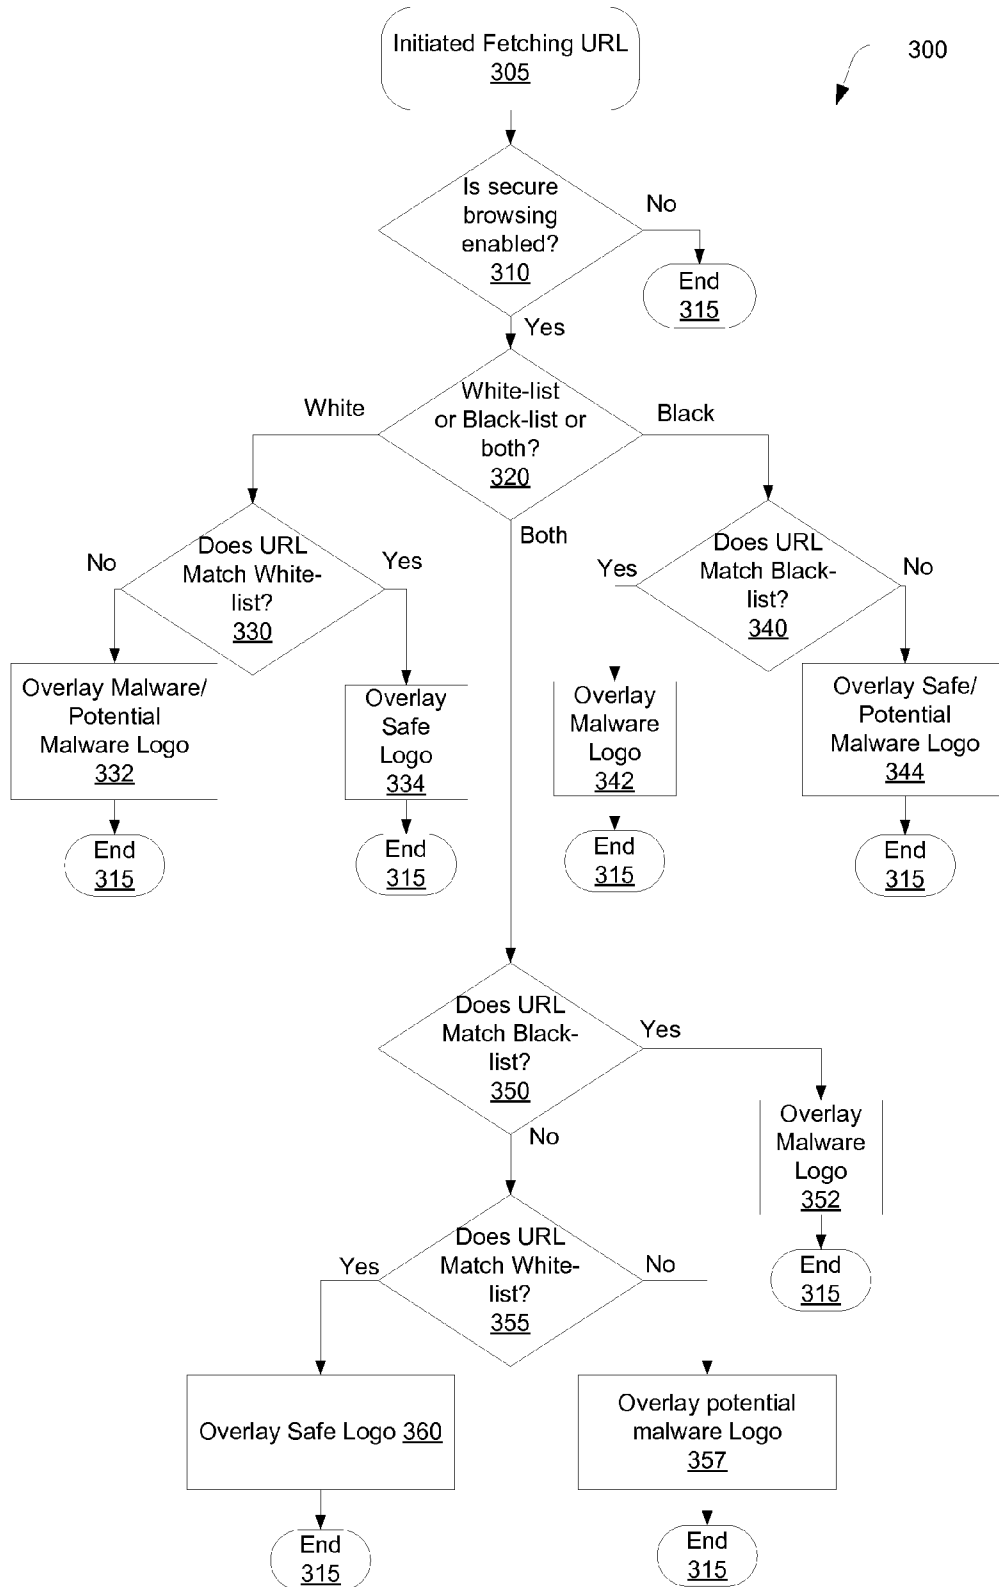 Initiated Fetching URL
305
300
Is secure
browsing
enabled?
310
No
End
315
Yes
White-list
or Black-list or
both?
320
White
Black
Both
Does URL
Match White-
list?
330
No
Yes
Does URL
Match Black-
list?
340
Yes
No
Overlay Malware/
Potential
Malware Logo
332
Overlay
Safe
Logo
334
Overlay
Malware
Logo
342
Overlay Safe/
Potential
Malware Logo
344
End
315
End
315
End
315
End
315
Does URL
Match Black-
list?
350
Yes
No
Overlay
Malware
Logo
352
End
315
Does URL
Match White-
list?
355
Yes
No
Overlay Safe Logo 360
Overlay potential
malware Logo
357
End
315
End
315